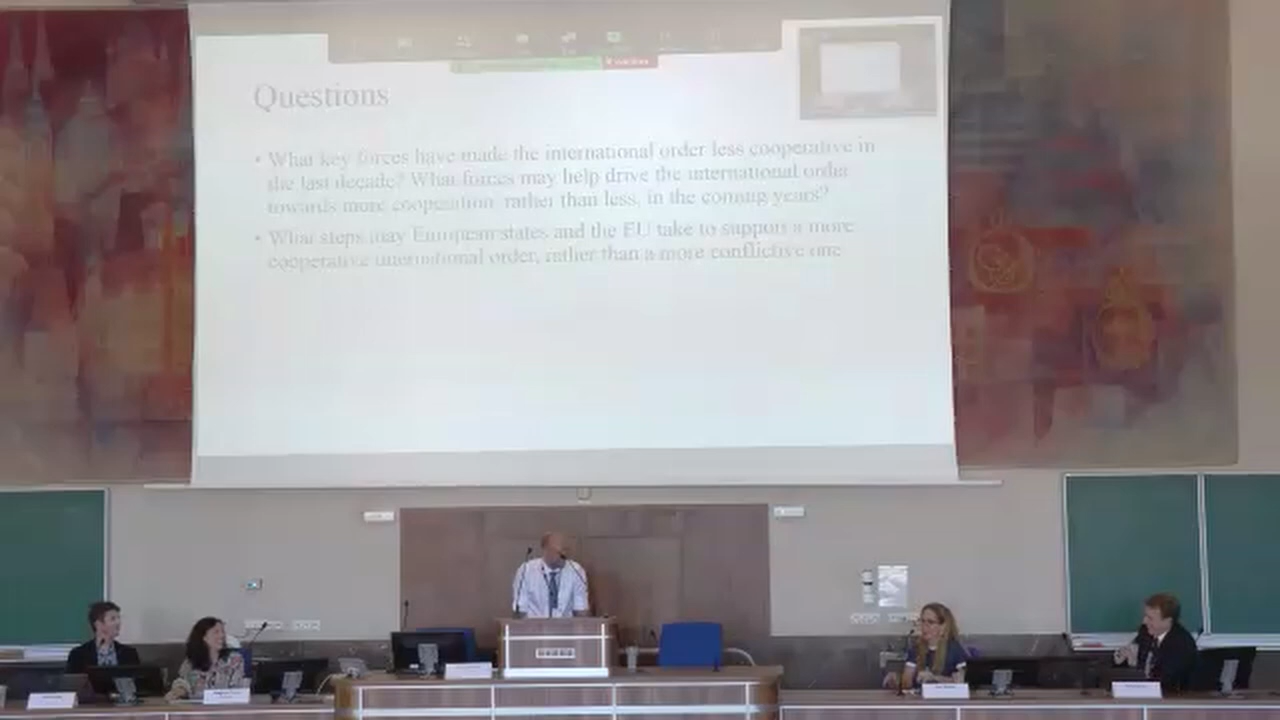 Questions
• What key forces have made the international order less cooperative in
the last decade? What forces may help drive the international order
towards more cooperation, rather than less, in the coming years?
• What steps may European states and the EU take to support a more
cooperative international order, rather than a more conflictive one